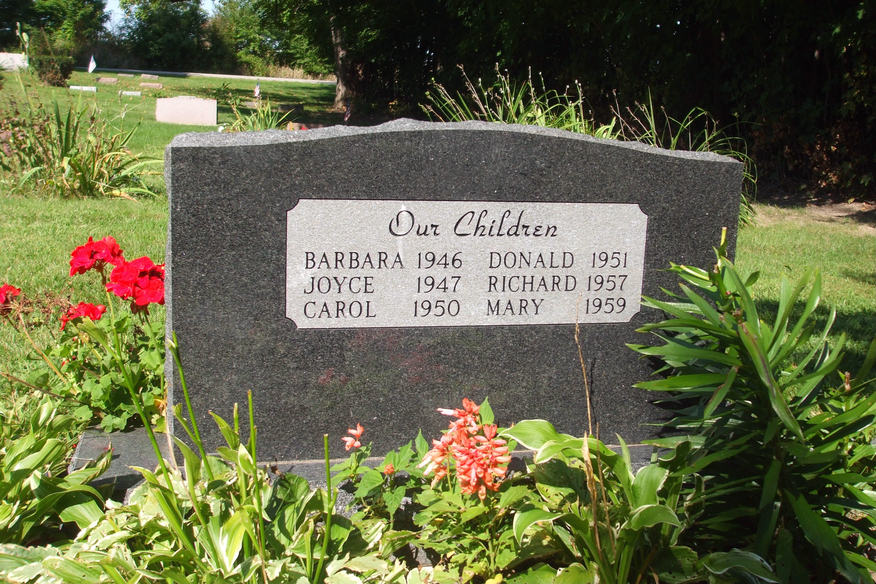 Our Children
BARBARA 1946 DONALD 1951
JOYCE 1947 RICHARD 1957
CAROL 1950 MARY 1959